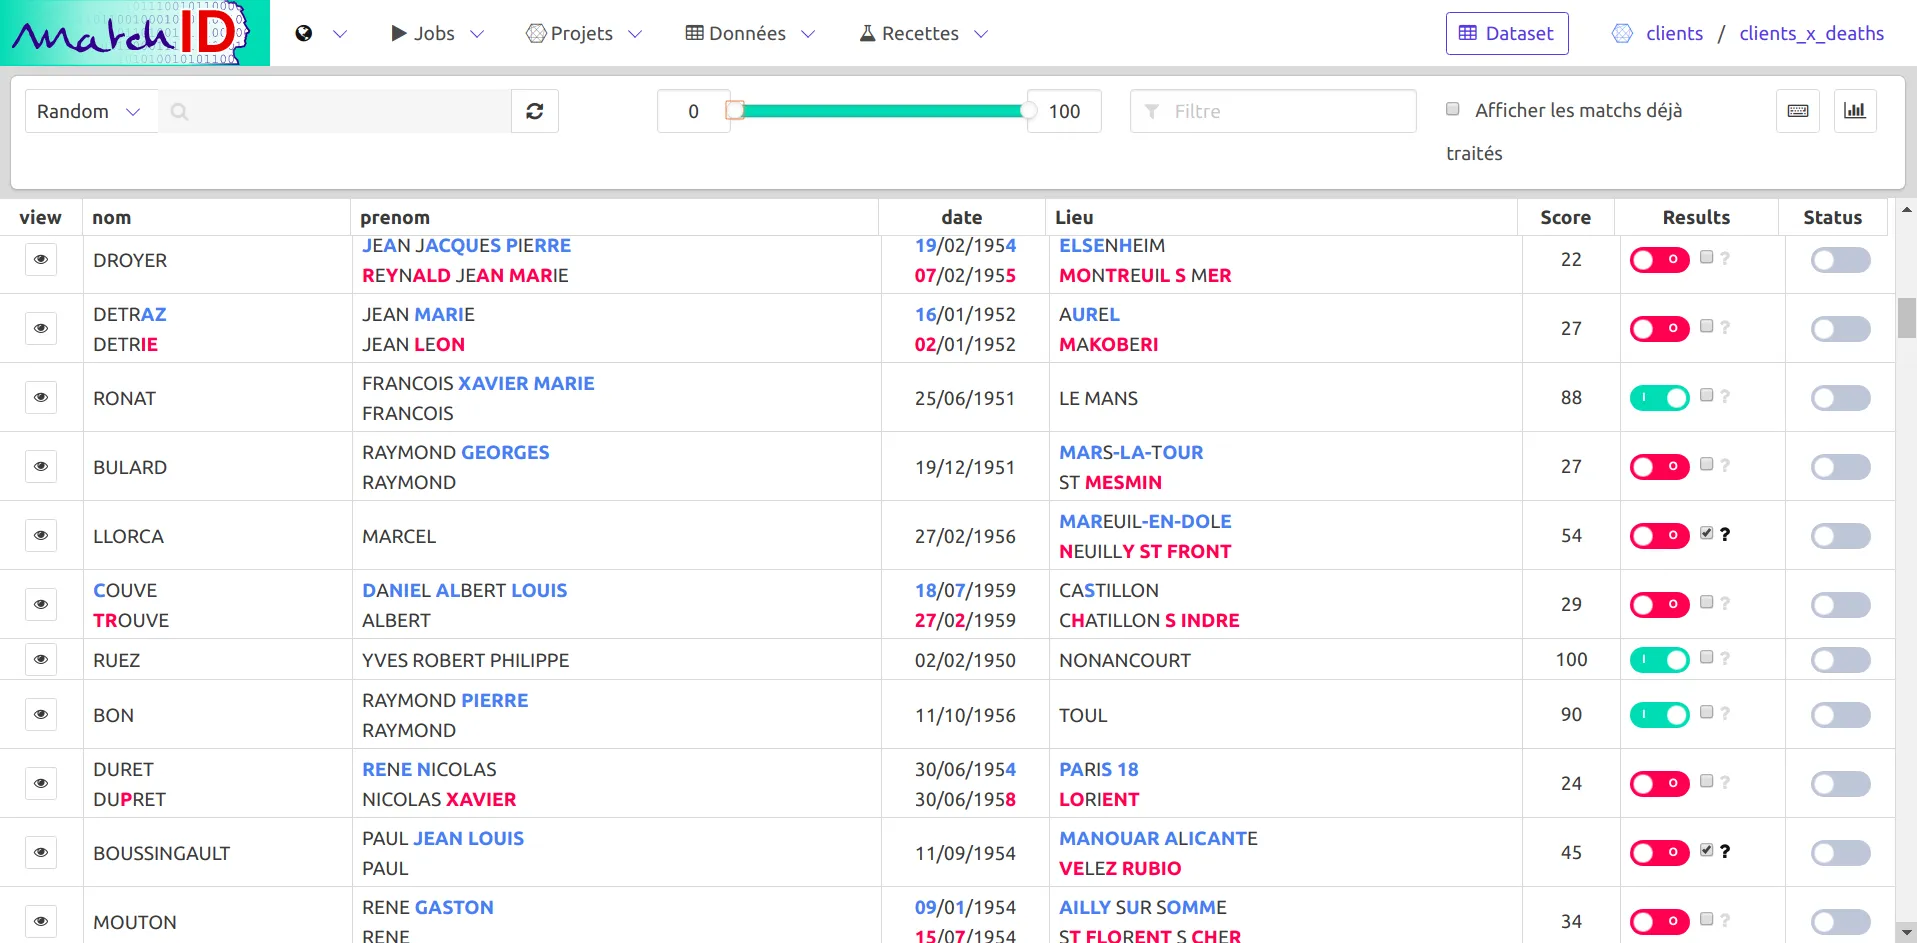 matchID
Jobs Projets Données Recettes Dataset clients / clients_x_deaths
Random 0 100 Filtre Afficher les matchs déjà
traités
view nom prenom date Lieu Score Results Status
JEAN JACQUES PIERRE 19/02/1954 ELSENHEIM
DROYER 22 O ?
REYNALD JEAN MARIE 07/02/1955 MONTREUIL S MER
DETRAZ JEAN MARIE 16/01/1952 AUREL
27 O ?
DETRIE JEAN LEON 02/01/1952 MAKOBERI
FRANCOIS XAVIER MARIE
RONAT 25/06/1951 LE MANS 88 I ?
FRANCOIS
RAYMOND GEORGES MARS-LA-TOUR
BULARD 19/12/1951 27 O ?
RAYMOND ST MESMIN
MAREUIL-EN-DOLE
LLORCA MARCEL 27/02/1956 54 O ?
NEUILLY ST FRONT
COUVE DANIEL ALBERT LOUIS 18/07/1959 CASTILLON
29 O ?
TROUVE ALBERT 27/02/1959 CHATILLON S INDRE
RUEZ YVES ROBERT PHILIPPE 02/02/1950 NONANCOURT 100 I ?
RAYMOND PIERRE
BON 11/10/1956 TOUL 90 I ?
RAYMOND
DURET RENE NICOLAS 30/06/1954 PARIS 18
24 O ?
DUPRET NICOLAS XAVIER 30/06/1958 LORIENT
PAUL JEAN LOUIS MANOUAR ALICANTE
BOUSSINGAULT 11/09/1954 45 O ?
PAUL VELEZ RUBIO
RENE GASTON 09/01/1954 AILLY SUR SOMME
MOUTON 34 O ?
RENE 15/07/1954 ST FLORENT S CHER